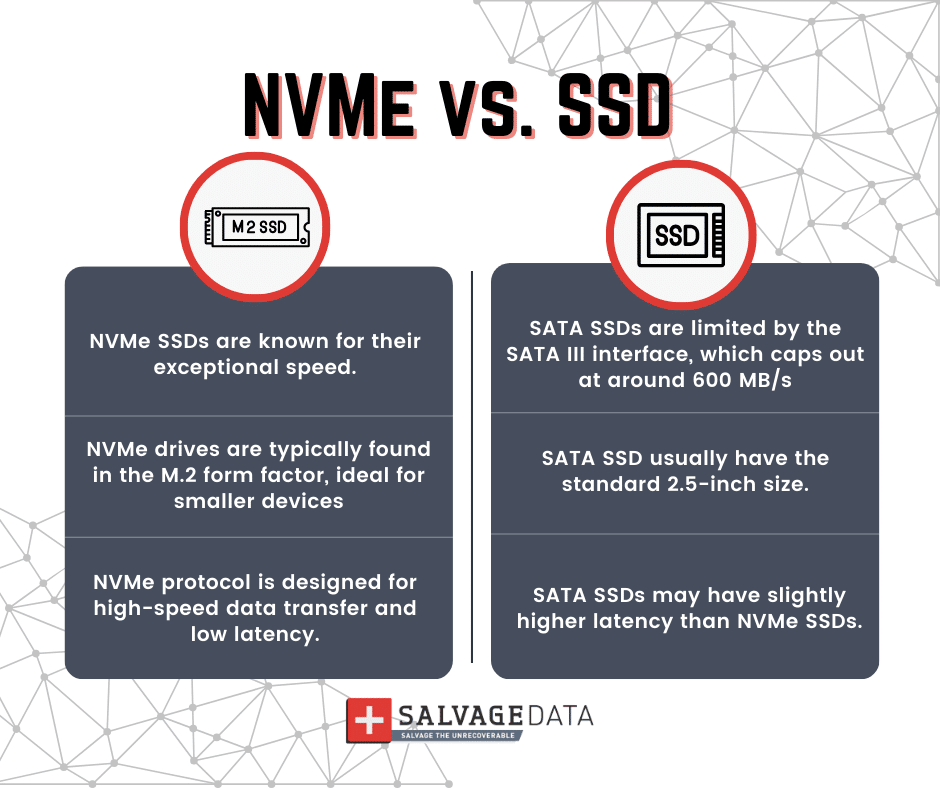 NVMe vs. SSD
M2 SSD
NVMe SSDs are known for their
exceptional speed.
NVMe drives are typically found
in the M.2 form factor, ideal for
smaller devices
NVMe protocol is designed for
high-speed data transfer and
low latency.
SSD
SATA SSDs are limited by the
SATA III interface, which caps out
at around 600 MB/s
SATA SSD usually have the
standard 2.5-inch size.
SATA SSDs may have slightly
higher latency than NVMe SSDs.
SALVAGEDATA
SALVAGE THE UNRECOVERABLE